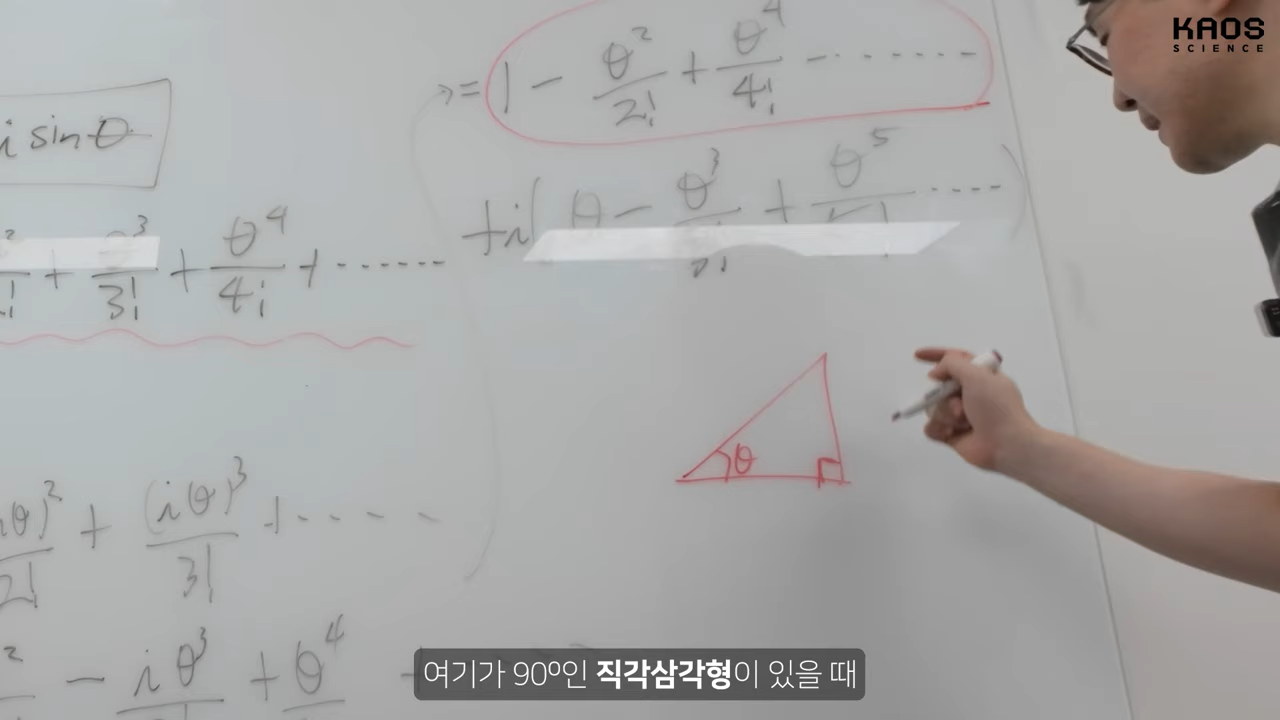 KAOS
SCIENCE
= 1 - θ²/2! + θ⁴/4! - ·······
i sin θ
+i( θ - θ³/3! + θ⁵/5! ····· )
+ θ³/3! + θ⁴/4! + ·······
θ
(iθ)²/2! + (iθ)³/3! + ·····
- iθ³ + θ⁴
여기가 90º인 직각삼각형이 있을 때